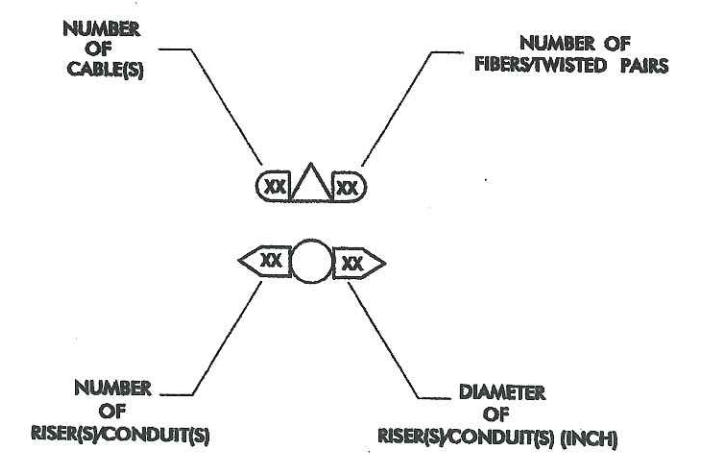 NUMBER
OF
CABLE(S)
NUMBER OF
FIBERS/TWISTED PAIRS
XX
XX
XX
XX
NUMBER
OF
RISER(S)/CONDUIT(S)
DIAMETER
OF
RISER(S)/CONDUIT(S) (INCH)